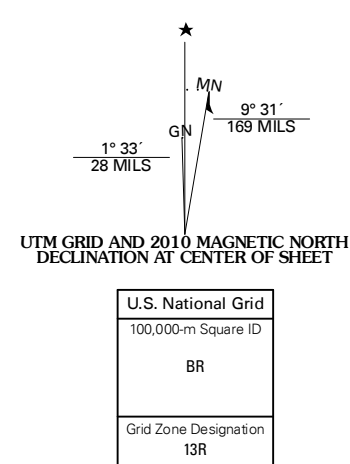 MN
GN
9° 31´
169 MILS
1° 33´
28 MILS
UTM GRID AND 2010 MAGNETIC NORTH
DECLINATION AT CENTER OF SHEET
U.S. National Grid
100,000-m Square ID
BR
Grid Zone Designation
13R